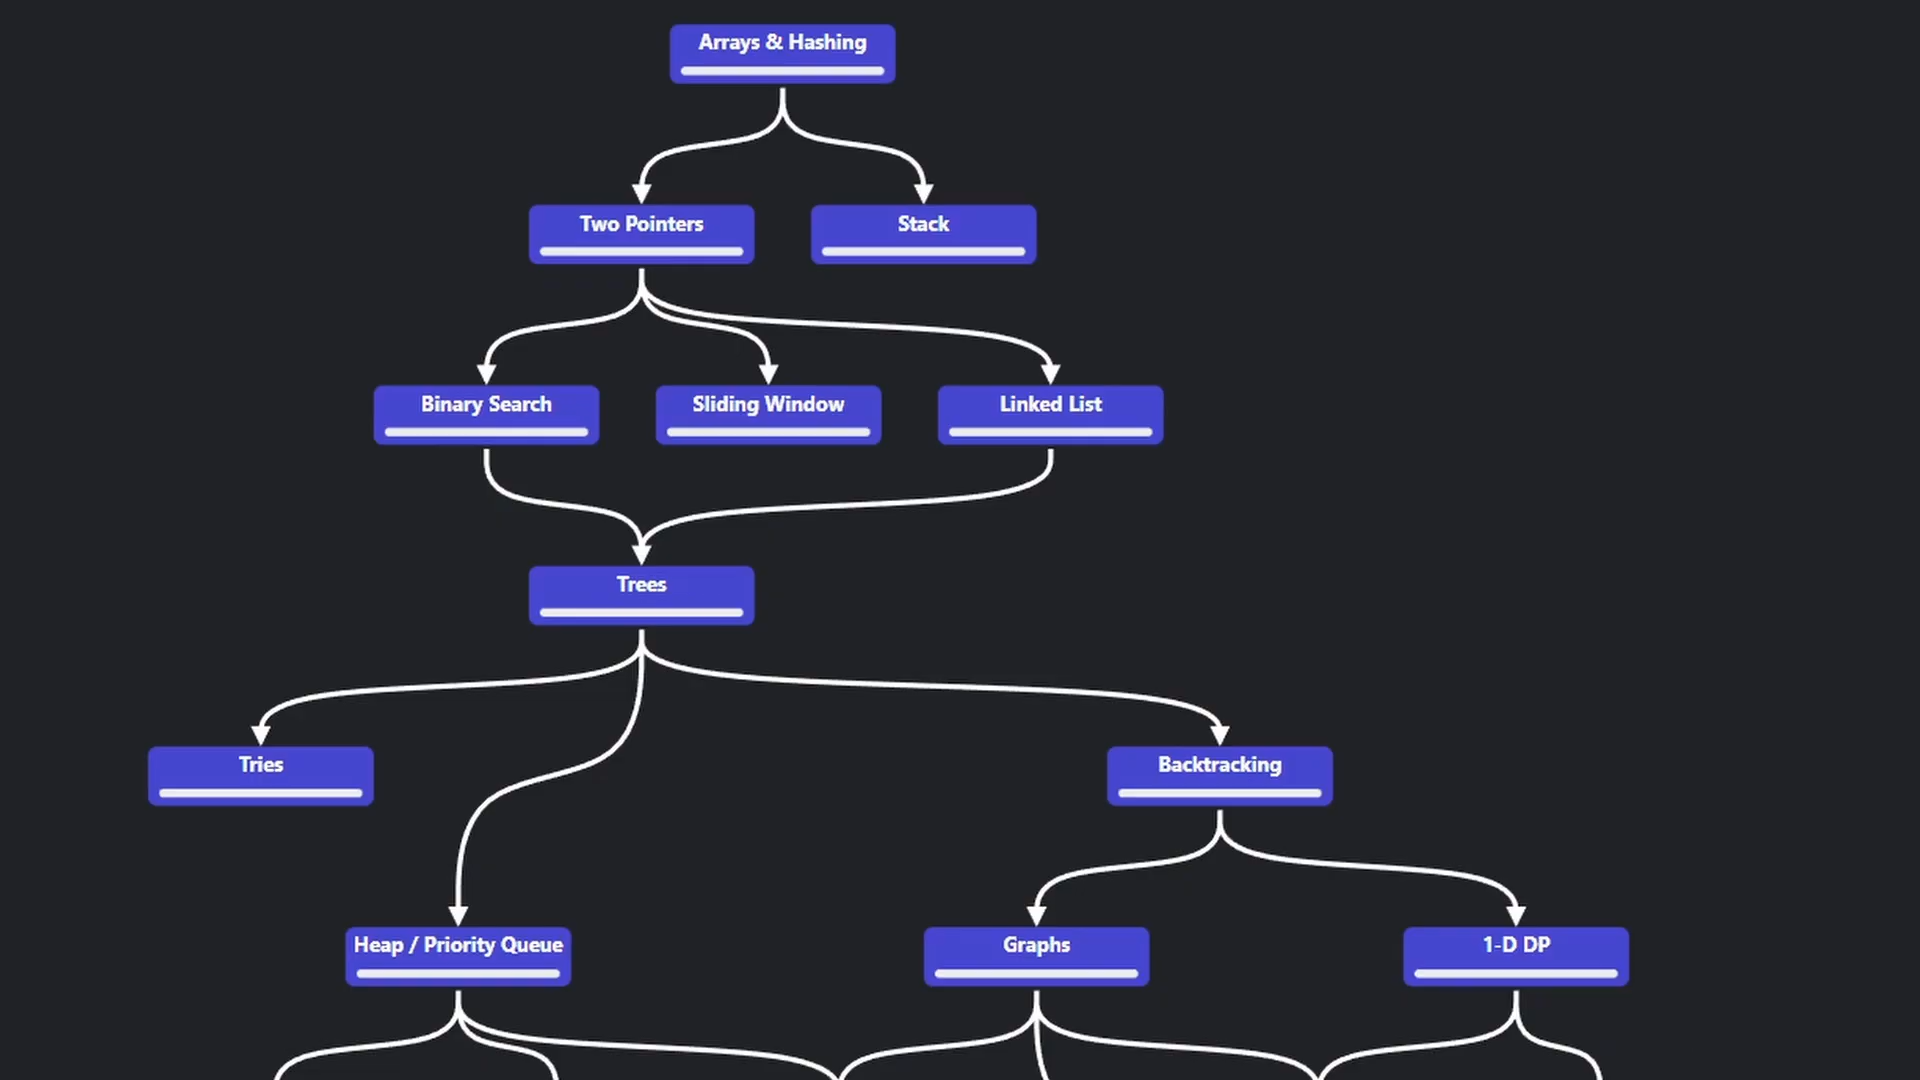 Arrays & Hashing
Two Pointers
Stack
Binary Search
Sliding Window
Linked List
Trees
Tries
Backtracking
Heap / Priority Queue
Graphs
1-D DP